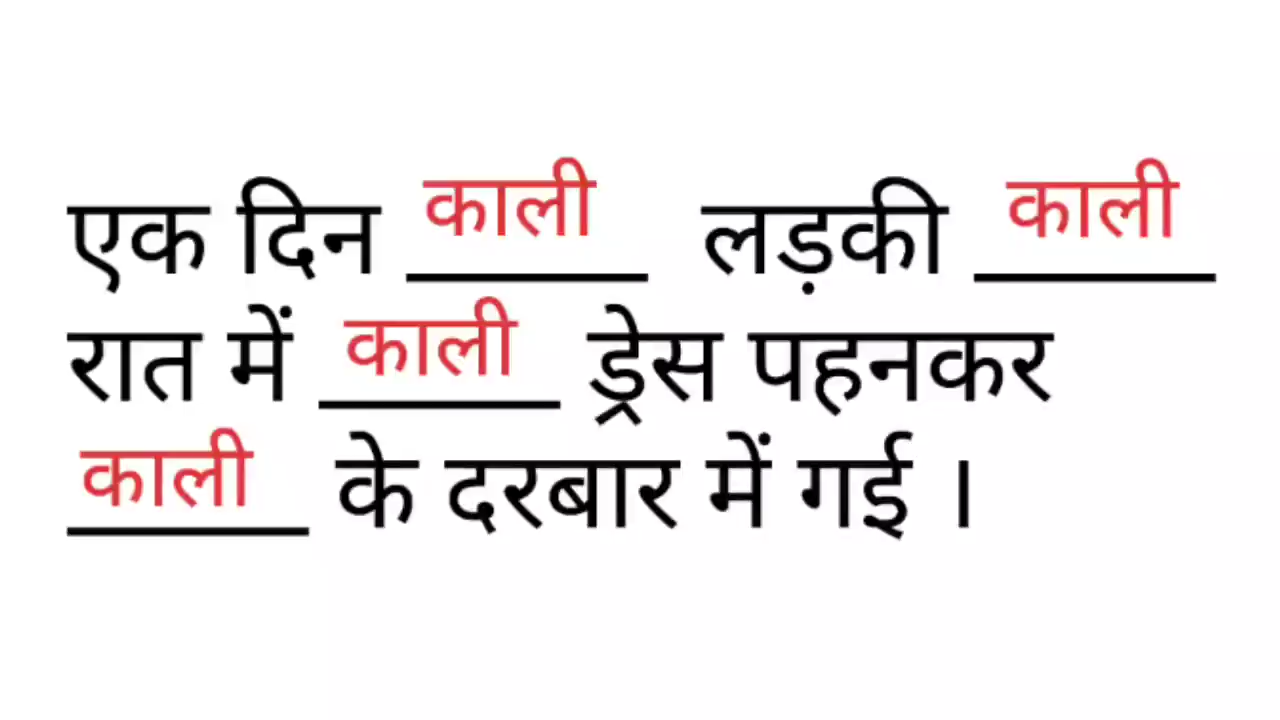 एक दिन काली लड़की काली
रात में काली ड्रेस पहनकर
काली के दरबार में गई ।